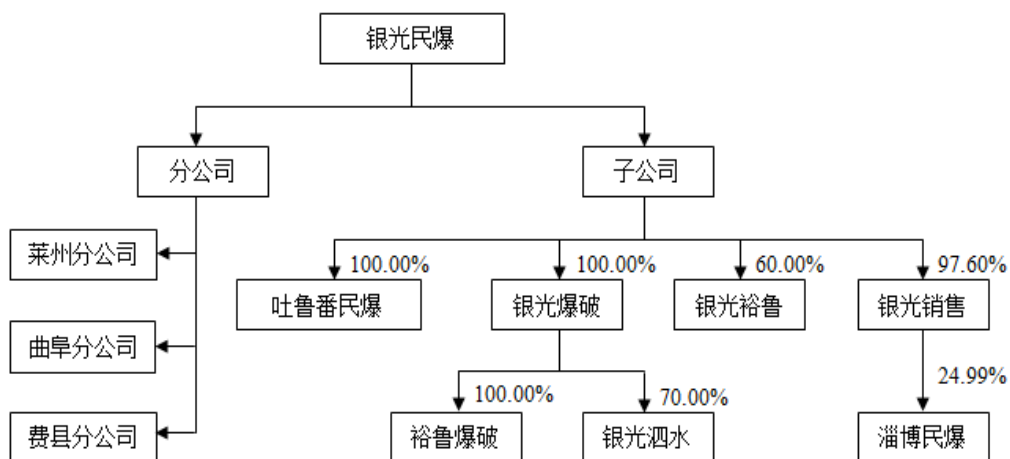 银光民爆
分公司
子公司
莱州分公司
曲阜分公司
费县分公司
100.00%
100.00%
60.00%
97.60%
吐鲁番民爆
银光爆破
银光裕鲁
银光销售
100.00%
70.00%
24.99%
裕鲁爆破
银光泗水
淄博民爆